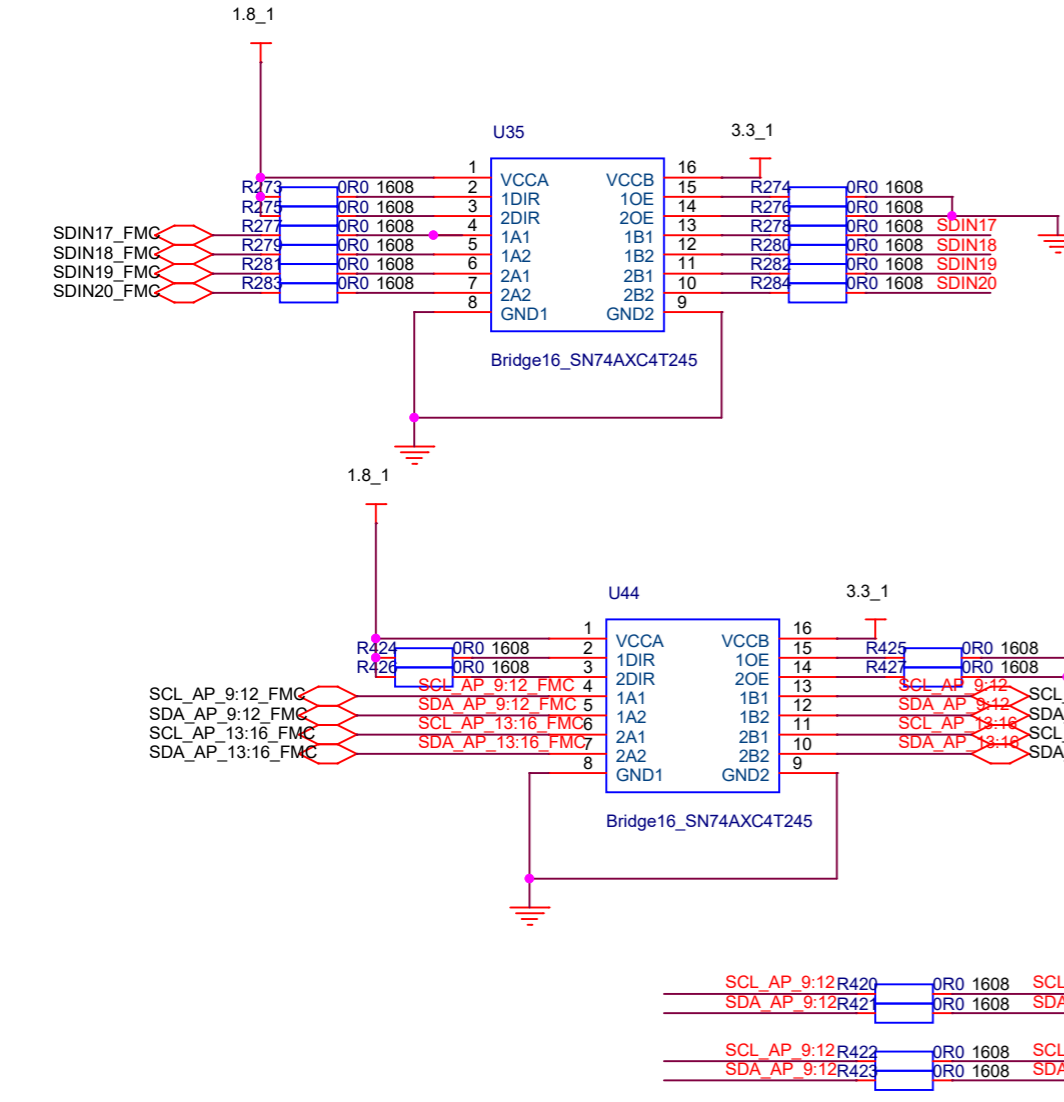 1.8_1
U35
3.3_1
1 VCCA VCCB 16
R273 0R0 1608 2 1DIR 1OE 15 R274 0R0 1608
R275 0R0 1608 3 2DIR 2OE 14 R276 0R0 1608
SDIN17_FMC R277 0R0 1608 4 1A1 1B1 13 R278 0R0 1608 SDIN17
SDIN18_FMC R279 0R0 1608 5 1A2 1B2 12 R280 0R0 1608 SDIN18
SDIN19_FMC R281 0R0 1608 6 2A1 2B1 11 R282 0R0 1608 SDIN19
SDIN20_FMC R283 0R0 1608 7 2A2 2B2 10 R284 0R0 1608 SDIN20
8 GND1 GND2 9
Bridge16_SN74AXC4T245
1.8_1
U44
3.3_1
1 VCCA VCCB 16
R424 0R0 1608 2 1DIR 1OE 15 R425 0R0 1608
R426 0R0 1608 3 2DIR 2OE 14 R427 0R0 1608
SCL_AP_9:12_FMC SCL_AP_9:12_FMC 4 1A1 1B1 13 SCL_AP_9:12 SCL_
SDA_AP_9:12_FMC SDA_AP_9:12_FMC 5 1A2 1B2 12 SDA_AP_9:12 SDA
SCL_AP_13:16_FMC SCL_AP_13:16_FMC 6 2A1 2B1 11 SCL_AP_13:16 SCL_
SDA_AP_13:16_FMC SDA_AP_13:16_FMC 7 2A2 2B2 10 SDA_AP_13:16 SDA
8 GND1 GND2 9
Bridge16_SN74AXC4T245
SCL_AP_9:12 R420 0R0 1608 SCL
SDA_AP_9:12 R421 0R0 1608 SDA
SCL_AP_9:12 R422 0R0 1608 SCL
SDA_AP_9:12 R423 0R0 1608 SDA